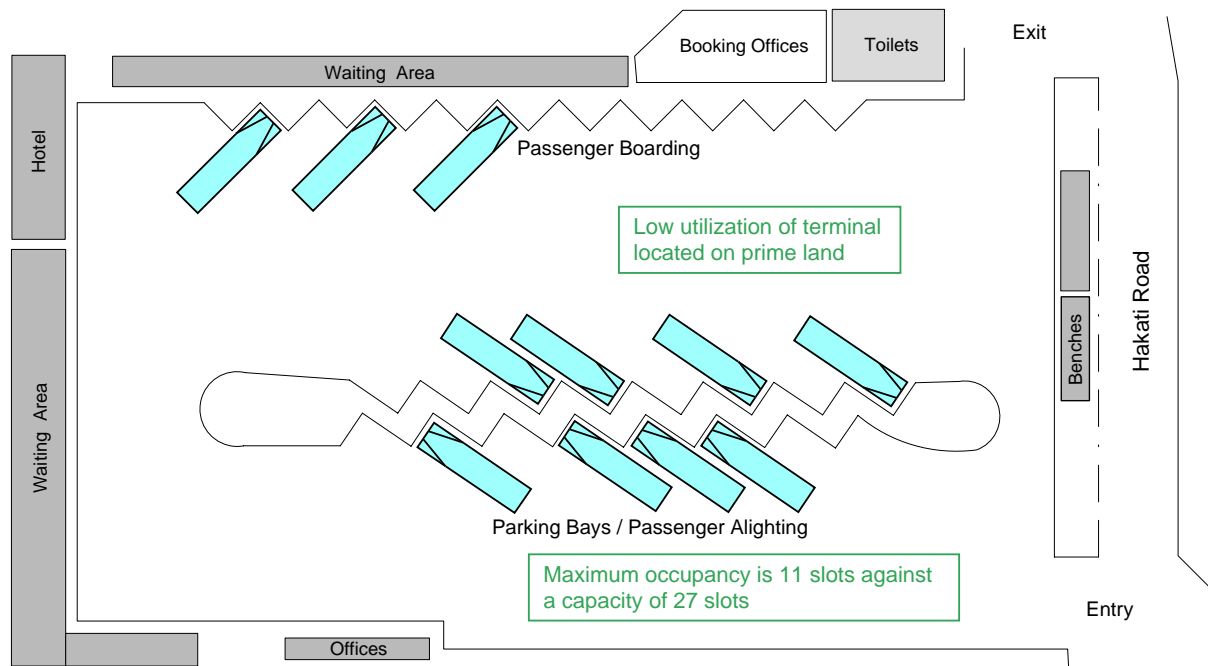 Exit
Booking Offices
Toilets
Waiting Area
Hotel
Passenger Boarding
Low utilization of terminal
located on prime land
Hakati Road
Benches
Waiting Area
Parking Bays / Passenger Alighting
Maximum occupancy is 11 slots against
a capacity of 27 slots
Entry
Offices